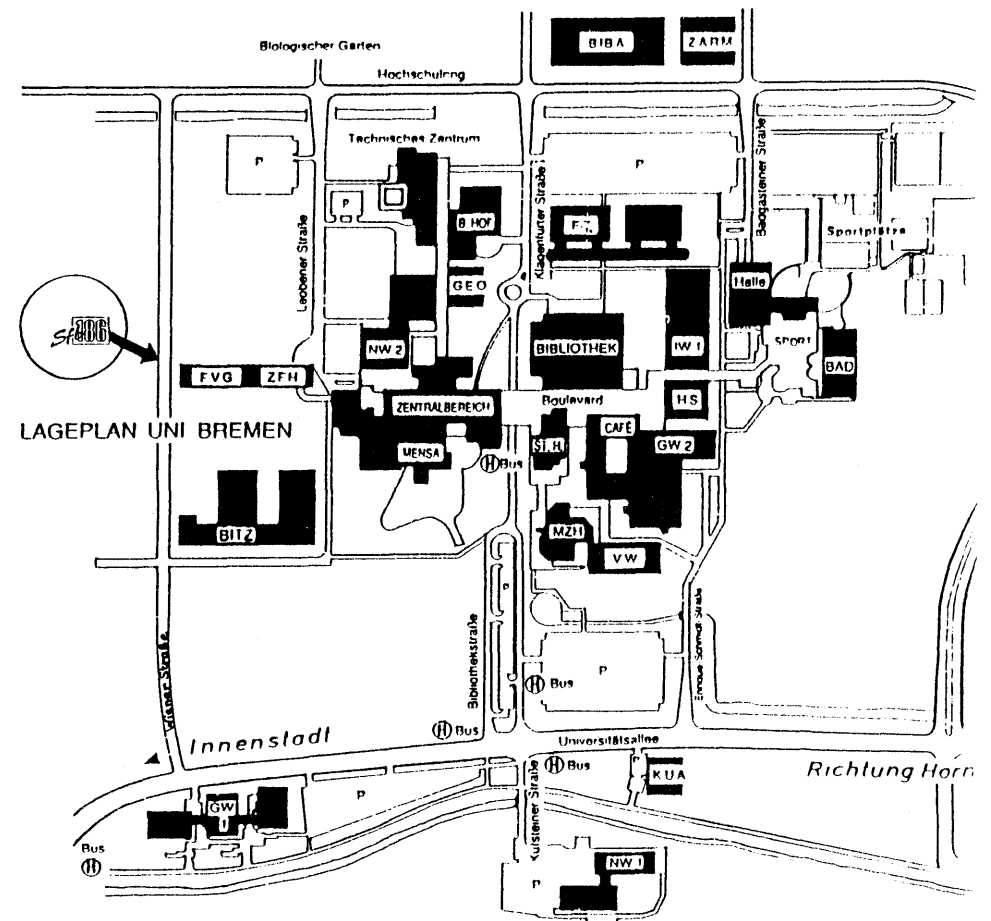 Biologischer Garten
BIBA
ZARM
Hochschulring
Technisches Zentrum
P
P
P
Badgasteiner Straße
Klagenfurter Straße
Leobener Straße
B.Hof
FZ
Sportplätze
GEO
Halle
NW 2
BIBLIOTHEK
IW 1
SPORT
BAD
FVG
ZFH
ZENTRALBEREICH
Boulevard
HS
LAGEPLAN UNI BREMEN
MENSA
ST.H.
CAFÉ
GW 2
H Bus
BITZ
MZH
VW
P
Wiener Straße
Bibliothekstraße
Enrique-Schmidt-Straße
P
H Bus
H Bus
Innenstadt
Universitätsallee
H Bus
P
P
KUA
Richtung Horn
GW 1
Kufsteiner Straße
Bus
H
NW 1
P